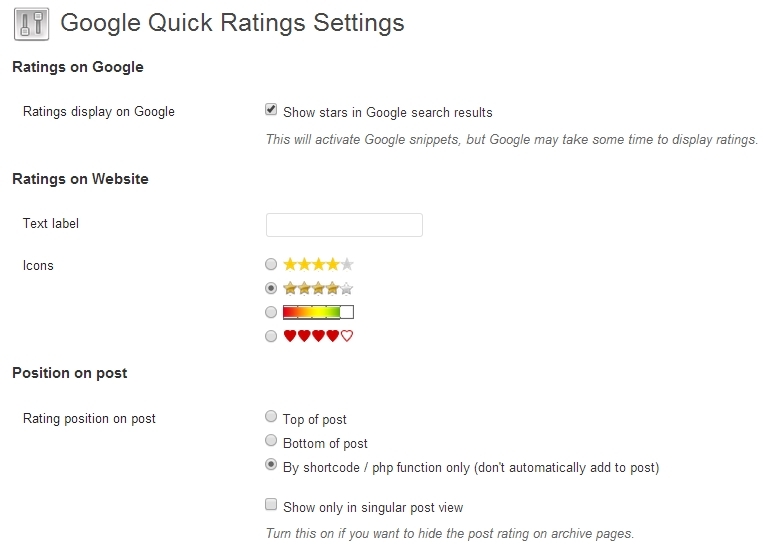 Google Quick Ratings Settings
Ratings on Google
Ratings display on Google
Show stars in Google search results
This will activate Google snippets, but Google may take some time to display ratings.
Ratings on Website
Text label
Icons
Position on post
Rating position on post
Top of post
Bottom of post
By shortcode / php function only (don't automatically add to post)
Show only in singular post view
Turn this on if you want to hide the post rating on archive pages.